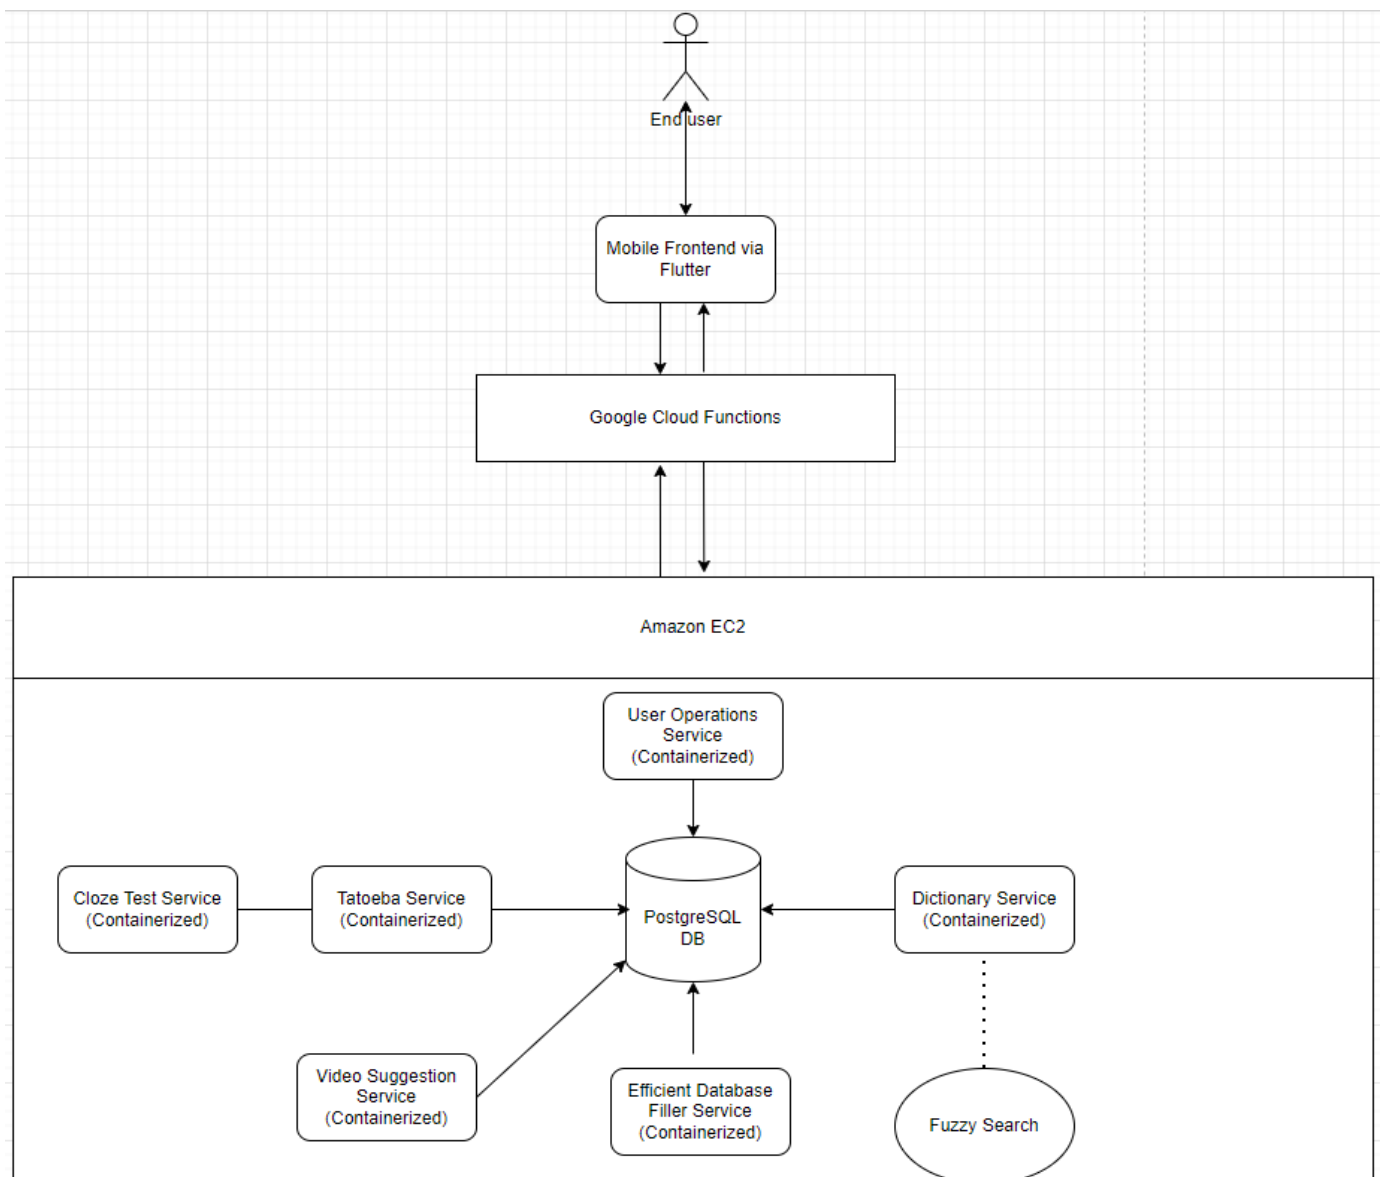 End user
Mobile Frontend via
Flutter
Google Cloud Functions
Amazon EC2
User Operations
Service
(Containerized)
Cloze Test Service
(Containerized)
Tatoeba Service
(Containerized)
PostgreSQL
DB
Dictionary Service
(Containerized)
Video Suggestion
Service
(Containerized)
Efficient Database
Filler Service
(Containerized)
Fuzzy Search